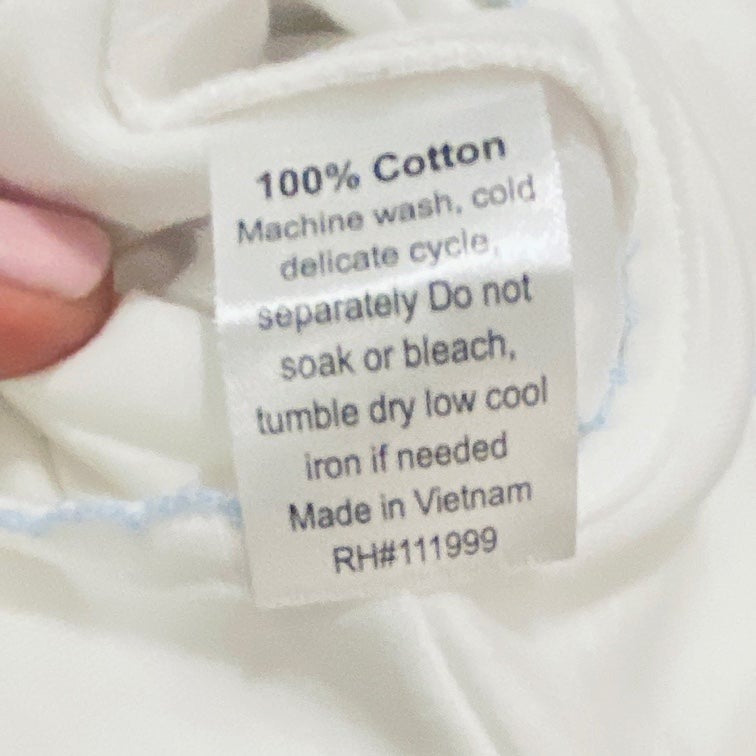 100% Cotton
Machine wash, cold
delicate cycle,
separately Do not
soak or bleach,
tumble dry low cool
iron if needed
Made in Vietnam
RH#111999